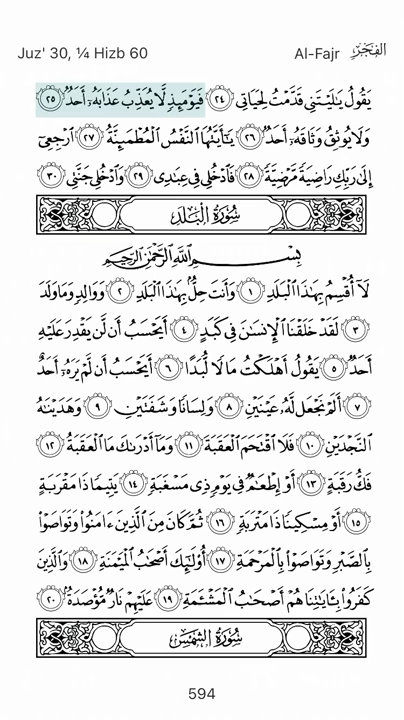 Juz' 30, ¼ Hizb 60 Al-Fajr الفجر
يَقُولُ يَٰلَيْتَنِى قَدَّمْتُ لِحَيَاتِى ٢٤ فَيَوْمَئِذٍ لَّا يُعَذِّبُ عَذَابَهُۥٓ أَحَدٌ ٢٥
وَلَا يُوثِقُ وَثَاقَهُۥٓ أَحَدٌ ٢٦ يَٰٓأَيَّتُهَا ٱلنَّفْسُ ٱلْمُطْمَئِنَّةُ ٢٧ ٱرْجِعِىٓ
إِلَىٰ رَبِّكِ رَاضِيَةً مَّرْضِيَّةً ٢٨ فَٱدْخُلِى فِى عِبَٰدِى ٢٩ وَٱدْخُلِى جَنَّتِى ٣٠
سُورَةُ الْبَلَدِ
بِسْمِ ٱللَّهِ ٱلرَّحْمَٰنِ ٱلرَّحِيمِ
لَآ أُقْسِمُ بِهَٰذَا ٱلْبَلَدِ ١ وَأَنتَ حِلٌّۢ بِهَٰذَا ٱلْبَلَدِ ٢ وَوَالِدٍ وَمَا وَلَدَ
٣ لَقَدْ خَلَقْنَا ٱلْإِنسَٰنَ فِى كَبَدٍ ٤ أَيَحْسَبُ أَن لَّن يَقْدِرَ عَلَيْهِ
أَحَدٌ ٥ يَقُولُ أَهْلَكْتُ مَالًا لُّبَدًا ٦ أَيَحْسَبُ أَن لَّمْ يَرَهُۥٓ أَحَدٌ
٧ أَلَمْ نَجْعَل لَّهُۥ عَيْنَيْنِ ٨ وَلِسَانًا وَشَفَتَيْنِ ٩ وَهَدَيْنَٰهُ
ٱلنَّجْدَيْنِ ١٠ فَلَا ٱقْتَحَمَ ٱلْعَقَبَةَ ١١ وَمَآ أَدْرَىٰكَ مَا ٱلْعَقَبَةُ ١٢
فَكُّ رَقَبَةٍ ١٣ أَوْ إِطْعَٰمٌ فِى يَوْمٍ ذِى مَسْغَبَةٍ ١٤ يَتِيمًا ذَا مَقْرَبَةٍ
١٥ أَوْ مِسْكِينًا ذَا مَتْرَبَةٍ ١٦ ثُمَّ كَانَ مِنَ ٱلَّذِينَ ءَامَنُوا۟ وَتَوَاصَوْا۟
بِٱلصَّبْرِ وَتَوَاصَوْا۟ بِٱلْمَرْحَمَةِ ١٧ أُو۟لَٰٓئِكَ أَصْحَٰبُ ٱلْمَيْمَنَةِ ١٨ وَٱلَّذِينَ
كَفَرُوا۟ بِـَٔايَٰتِنَا هُمْ أَصْحَٰبُ ٱلْمَشْـَٔمَةِ ١٩ عَلَيْهِمْ نَارٌ مُّؤْصَدَةٌۢ ٢٠
سُورَةُ الشَّمْسِ
594